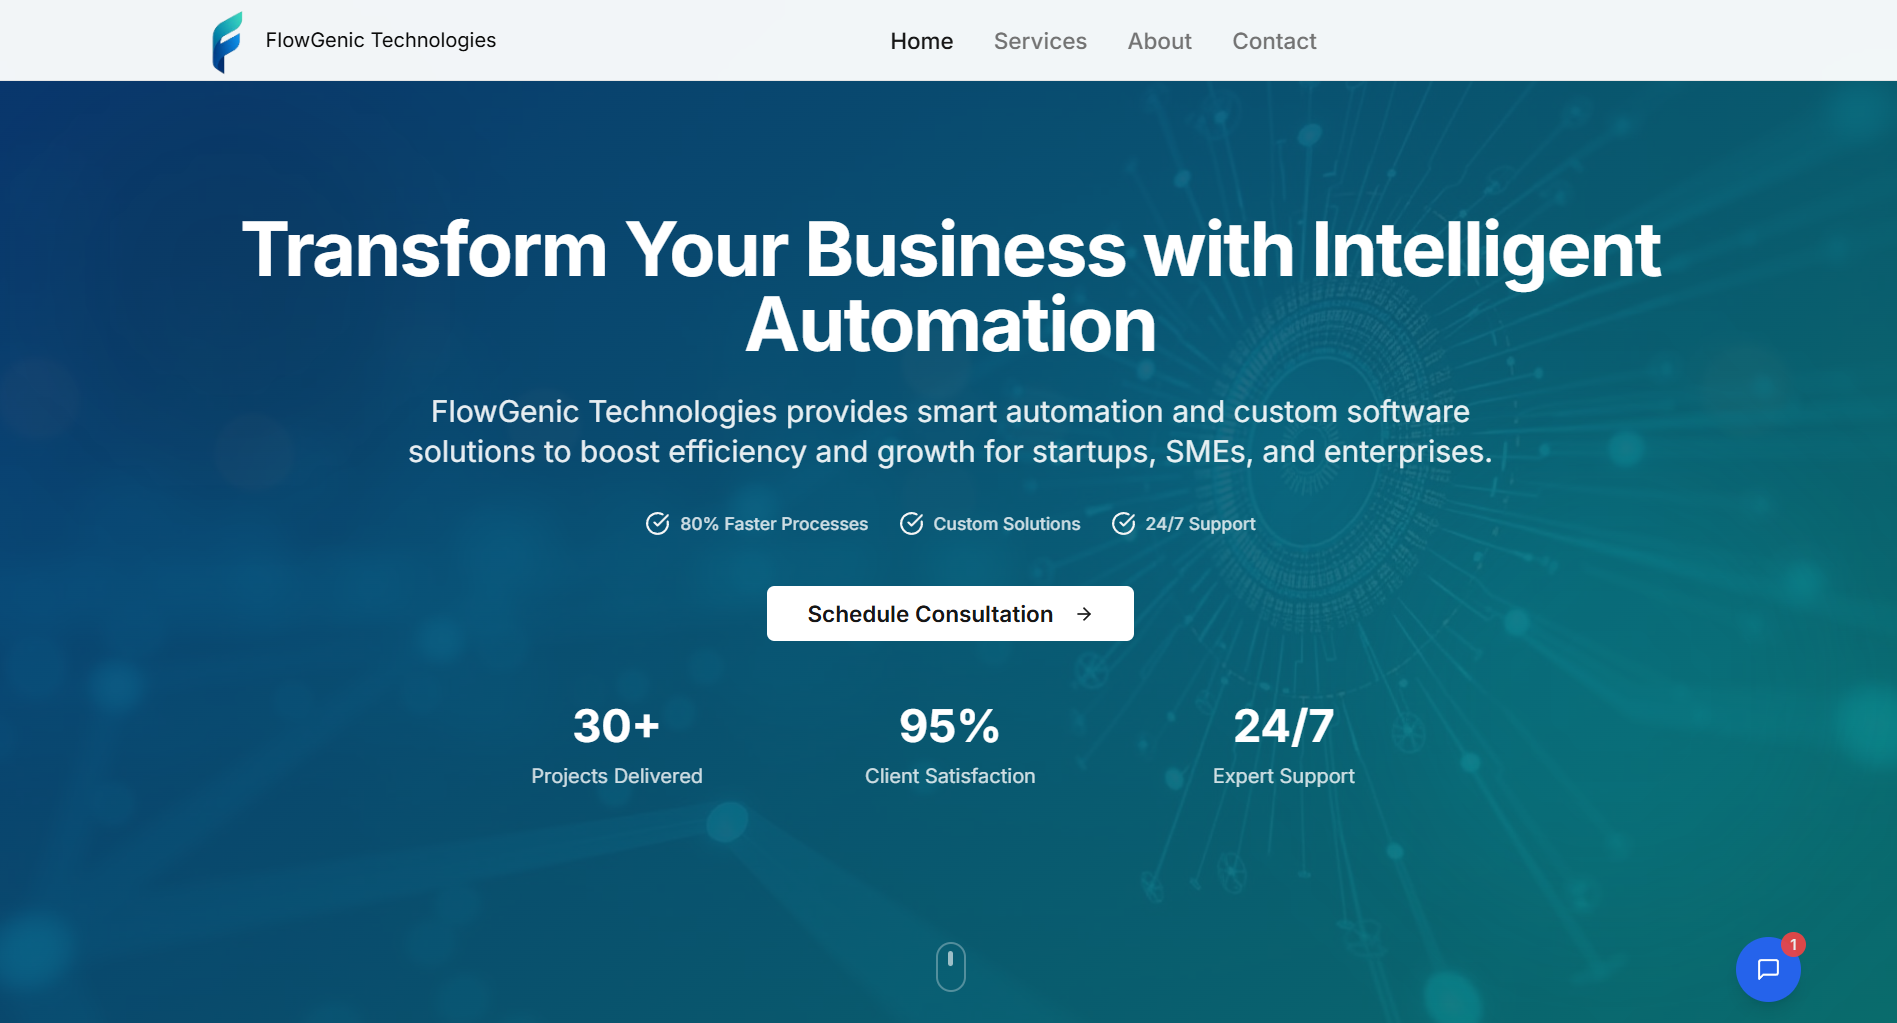 FlowGenic Technologies
Home
Services
About
Contact
Transform Your Business with Intelligent
Automation
FlowGenic Technologies provides smart automation and custom software
solutions to boost efficiency and growth for startups, SMEs, and enterprises.
80% Faster Processes
Custom Solutions
24/7 Support
Schedule Consultation
30+
Projects Delivered
95%
Client Satisfaction
24/7
Expert Support
1